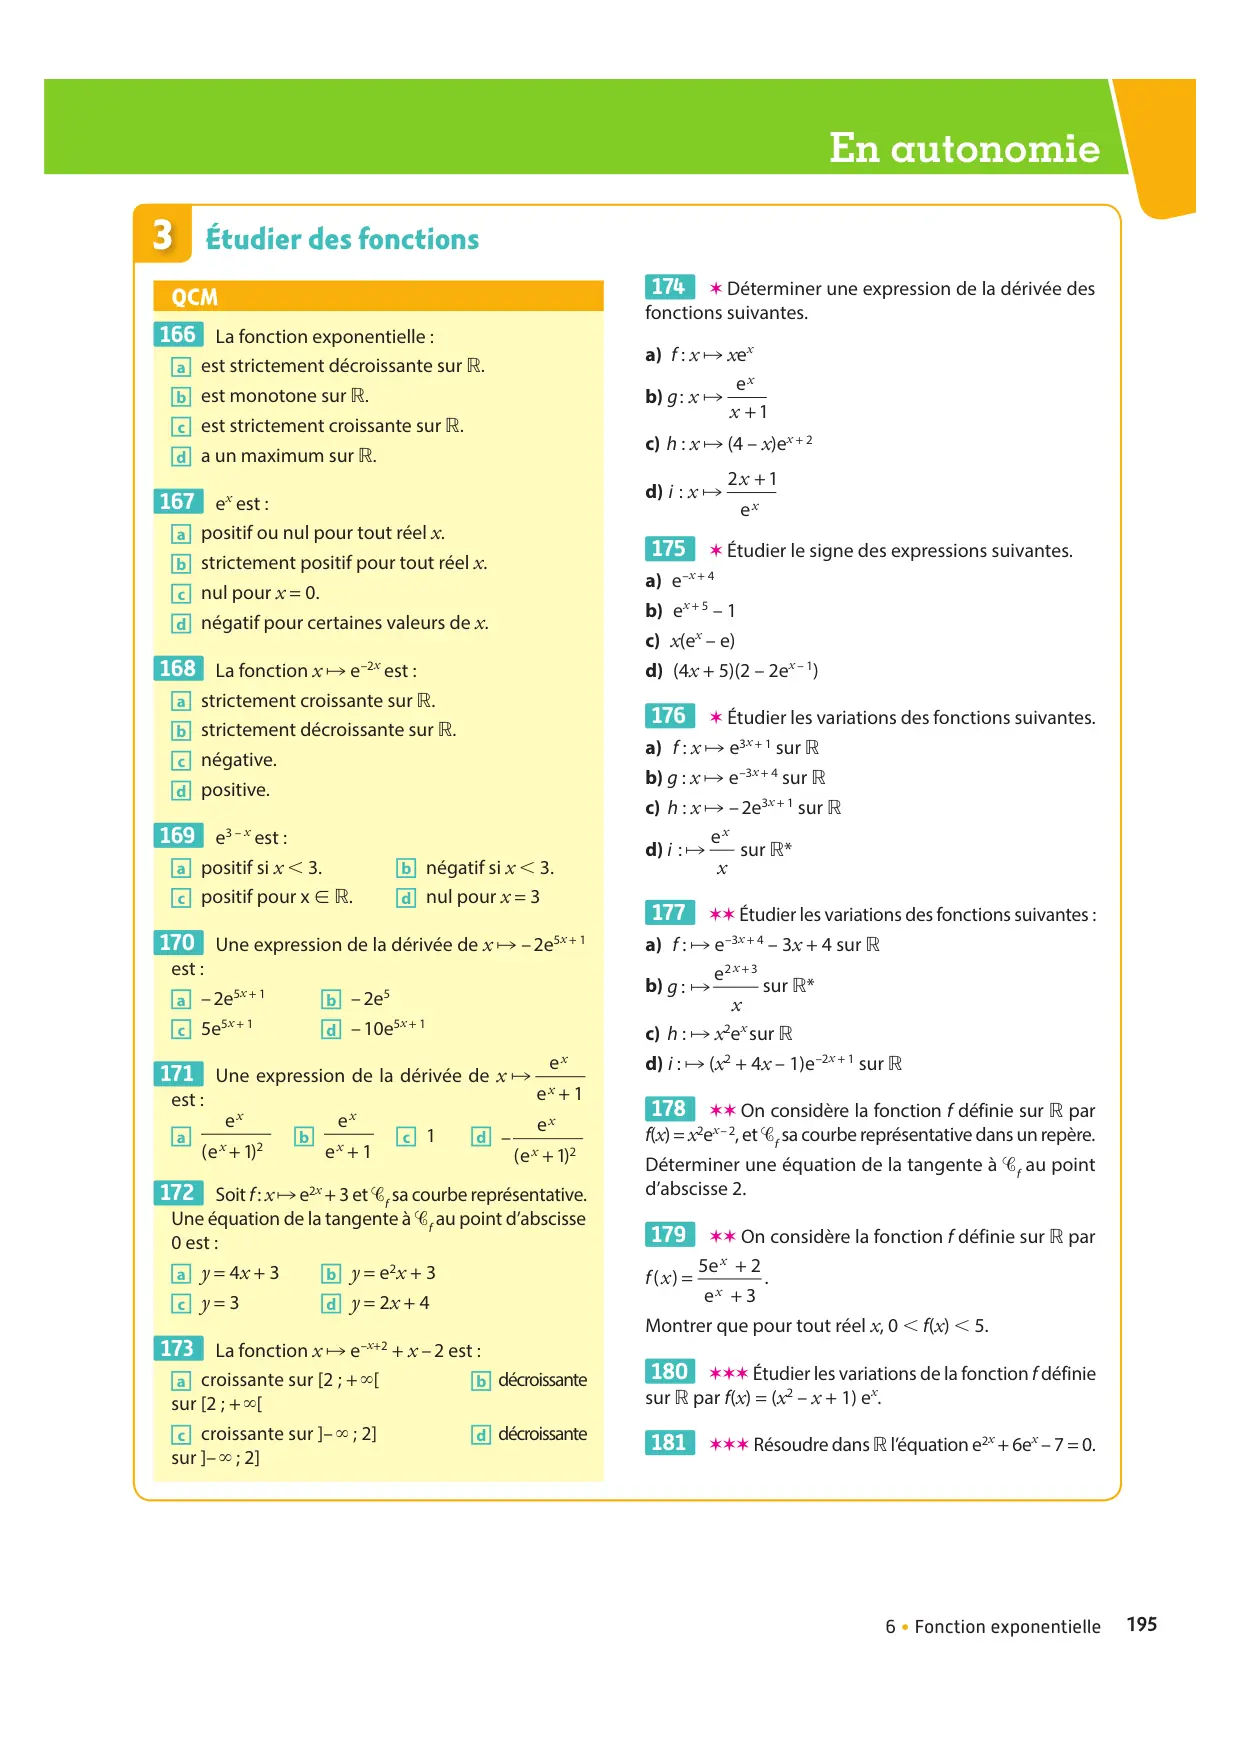 En autonomie
3 Étudier des fonctions
QCM
166 La fonction exponentielle :
a est strictement décroissante sur ℝ.
b est monotone sur ℝ.
c est strictement croissante sur ℝ.
d a un maximum sur ℝ.
167 eˣ est :
a positif ou nul pour tout réel x.
b strictement positif pour tout réel x.
c nul pour x = 0.
d négatif pour certaines valeurs de x.
168 La fonction x ↦ e⁻²ˣ est :
a strictement croissante sur ℝ.
b strictement décroissante sur ℝ.
c négative.
d positive.
169 e³⁻ˣ est :
a positif si x < 3. b négatif si x < 3.
c positif pour x ∈ ℝ. d nul pour x = 3
170 Une expression de la dérivée de x ↦ – 2e⁵ˣ⁺¹
est :
a – 2e⁵ˣ⁺¹ b – 2e⁵
c 5e⁵ˣ⁺¹ d – 10e⁵ˣ⁺¹
171 Une expression de la dérivée de x ↦ eˣ/(eˣ + 1)
est :
a eˣ/(eˣ + 1)² b eˣ/(eˣ + 1) c 1 d – eˣ/(eˣ + 1)²
172 Soit f : x ↦ e²ˣ + 3 et 𝒞f sa courbe représentative.
Une équation de la tangente à 𝒞f au point d'abscisse
0 est :
a y = 4x + 3 b y = e²x + 3
c y = 3 d y = 2x + 4
173 La fonction x ↦ e⁻ˣ⁺² + x – 2 est :
a croissante sur [2 ; + ∞[ b décroissante
sur [2 ; + ∞[
c croissante sur ]– ∞ ; 2] d décroissante
sur ]– ∞ ; 2]
174 ✶ Déterminer une expression de la dérivée des
fonctions suivantes.
a) f : x ↦ xeˣ
b) g : x ↦ eˣ/(x + 1)
c) h : x ↦ (4 – x)eˣ⁺²
d) i : x ↦ (2x + 1)/eˣ
175 ✶ Étudier le signe des expressions suivantes.
a) e⁻ˣ⁺⁴
b) eˣ⁺⁵ – 1
c) x(eˣ – e)
d) (4x + 5)(2 – 2eˣ⁻¹)
176 ✶ Étudier les variations des fonctions suivantes.
a) f : x ↦ e³ˣ⁺¹ sur ℝ
b) g : x ↦ e⁻³ˣ⁺⁴ sur ℝ
c) h : x ↦ – 2e³ˣ⁺¹ sur ℝ
d) i : ↦ eˣ/x sur ℝ*
177 ✶✶ Étudier les variations des fonctions suivantes :
a) f : ↦ e⁻³ˣ⁺⁴ – 3x + 4 sur ℝ
b) g : ↦ e²ˣ⁺³/x sur ℝ*
c) h : ↦ x²eˣ sur ℝ
d) i : ↦ (x² + 4x – 1)e⁻²ˣ⁺¹ sur ℝ
178 ✶✶ On considère la fonction f définie sur ℝ par
f(x) = x²eˣ⁻², et 𝒞f sa courbe représentative dans un repère.
Déterminer une équation de la tangente à 𝒞f au point
d'abscisse 2.
179 ✶✶ On considère la fonction f définie sur ℝ par
f(x) = (5eˣ + 2)/(eˣ + 3).
Montrer que pour tout réel x, 0 < f(x) < 5.
180 ✶✶✶ Étudier les variations de la fonction f définie
sur ℝ par f(x) = (x² – x + 1) eˣ.
181 ✶✶✶ Résoudre dans ℝ l'équation e²ˣ + 6eˣ – 7 = 0.
6 • Fonction exponentielle 195